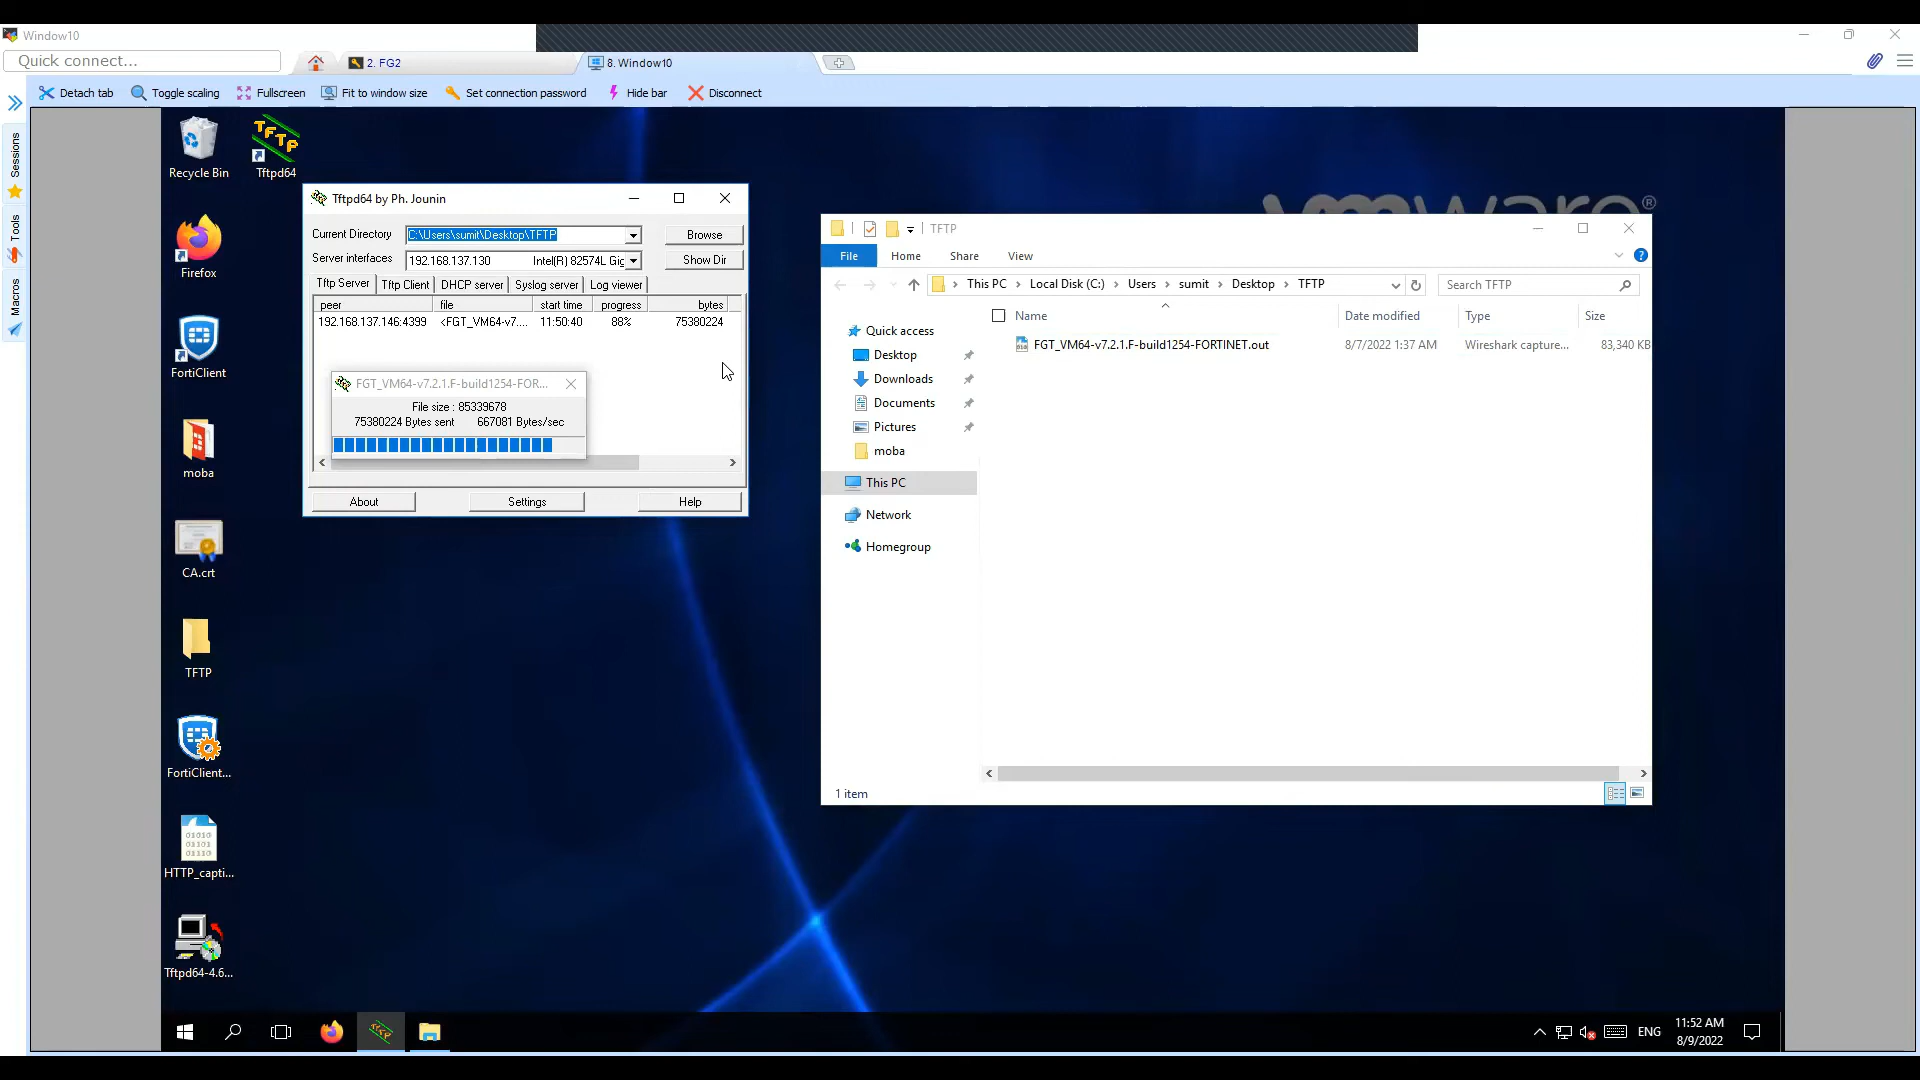 Window10
Quick connect...
2. FG2
8. Window10
Detach tab
Toggle scaling
Fullscreen
Fit to window size
Set connection password
Hide bar
Disconnect
Sessions
Tools
Macros
Recycle Bin
TFTP
Tftpd64
Firefox
FortiClient
moba
CA.crt
TFTP
FortiClient...
01010
00111
01110
HTTP_capti...
Tftpd64-4.6...
vmware®
Tftpd64 by Ph. Jounin
Current Directory
C:\Users\sumit\Desktop\TFTP
Browse
Server interfaces
192.168.137.130 Intel(R) 82574L Gig
Show Dir
Tftp Server
Tftp Client
DHCP server
Syslog server
Log viewer
peer file start time progress bytes
192.168.137.146:4399 <FGT_VM64-v7.... 11:50:40 88% 75380224
FGT_VM64-v7.2.1.F-build1254-FOR...
File size : 85339678
75380224 Bytes sent 667081 Bytes/sec
About
Settings
Help
TFTP
File
Home
Share
View
This PC
Local Disk (C:)
Users
sumit
Desktop
TFTP
Search TFTP
Quick access
Desktop
Downloads
Documents
Pictures
moba
This PC
Network
Homegroup
Name Date modified Type Size
FGT_VM64-v7.2.1.F-build1254-FORTINET.out 8/7/2022 1:37 AM Wireshark capture... 83,340 KB
1 item
ENG
11:52 AM
8/9/2022